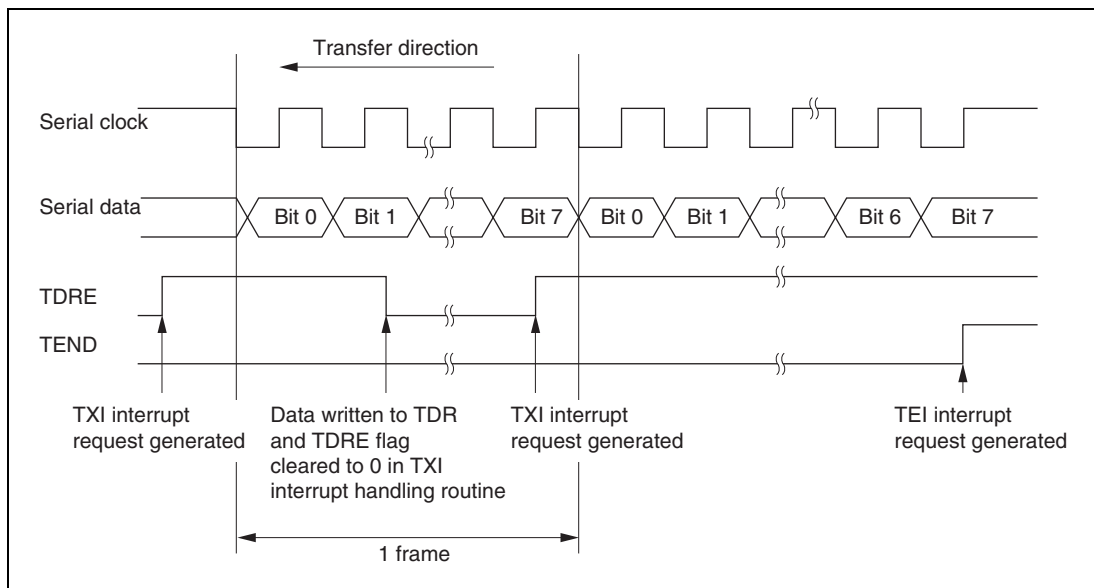 Transfer direction
Serial clock
Serial data
Bit 0
Bit 1
Bit 7
Bit 0
Bit 1
Bit 6
Bit 7
TDRE
TEND
TXI interrupt
request generated
Data written to TDR
and TDRE flag
cleared to 0 in TXI
interrupt handling routine
TXI interrupt
request generated
TEI interrupt
request generated
1 frame